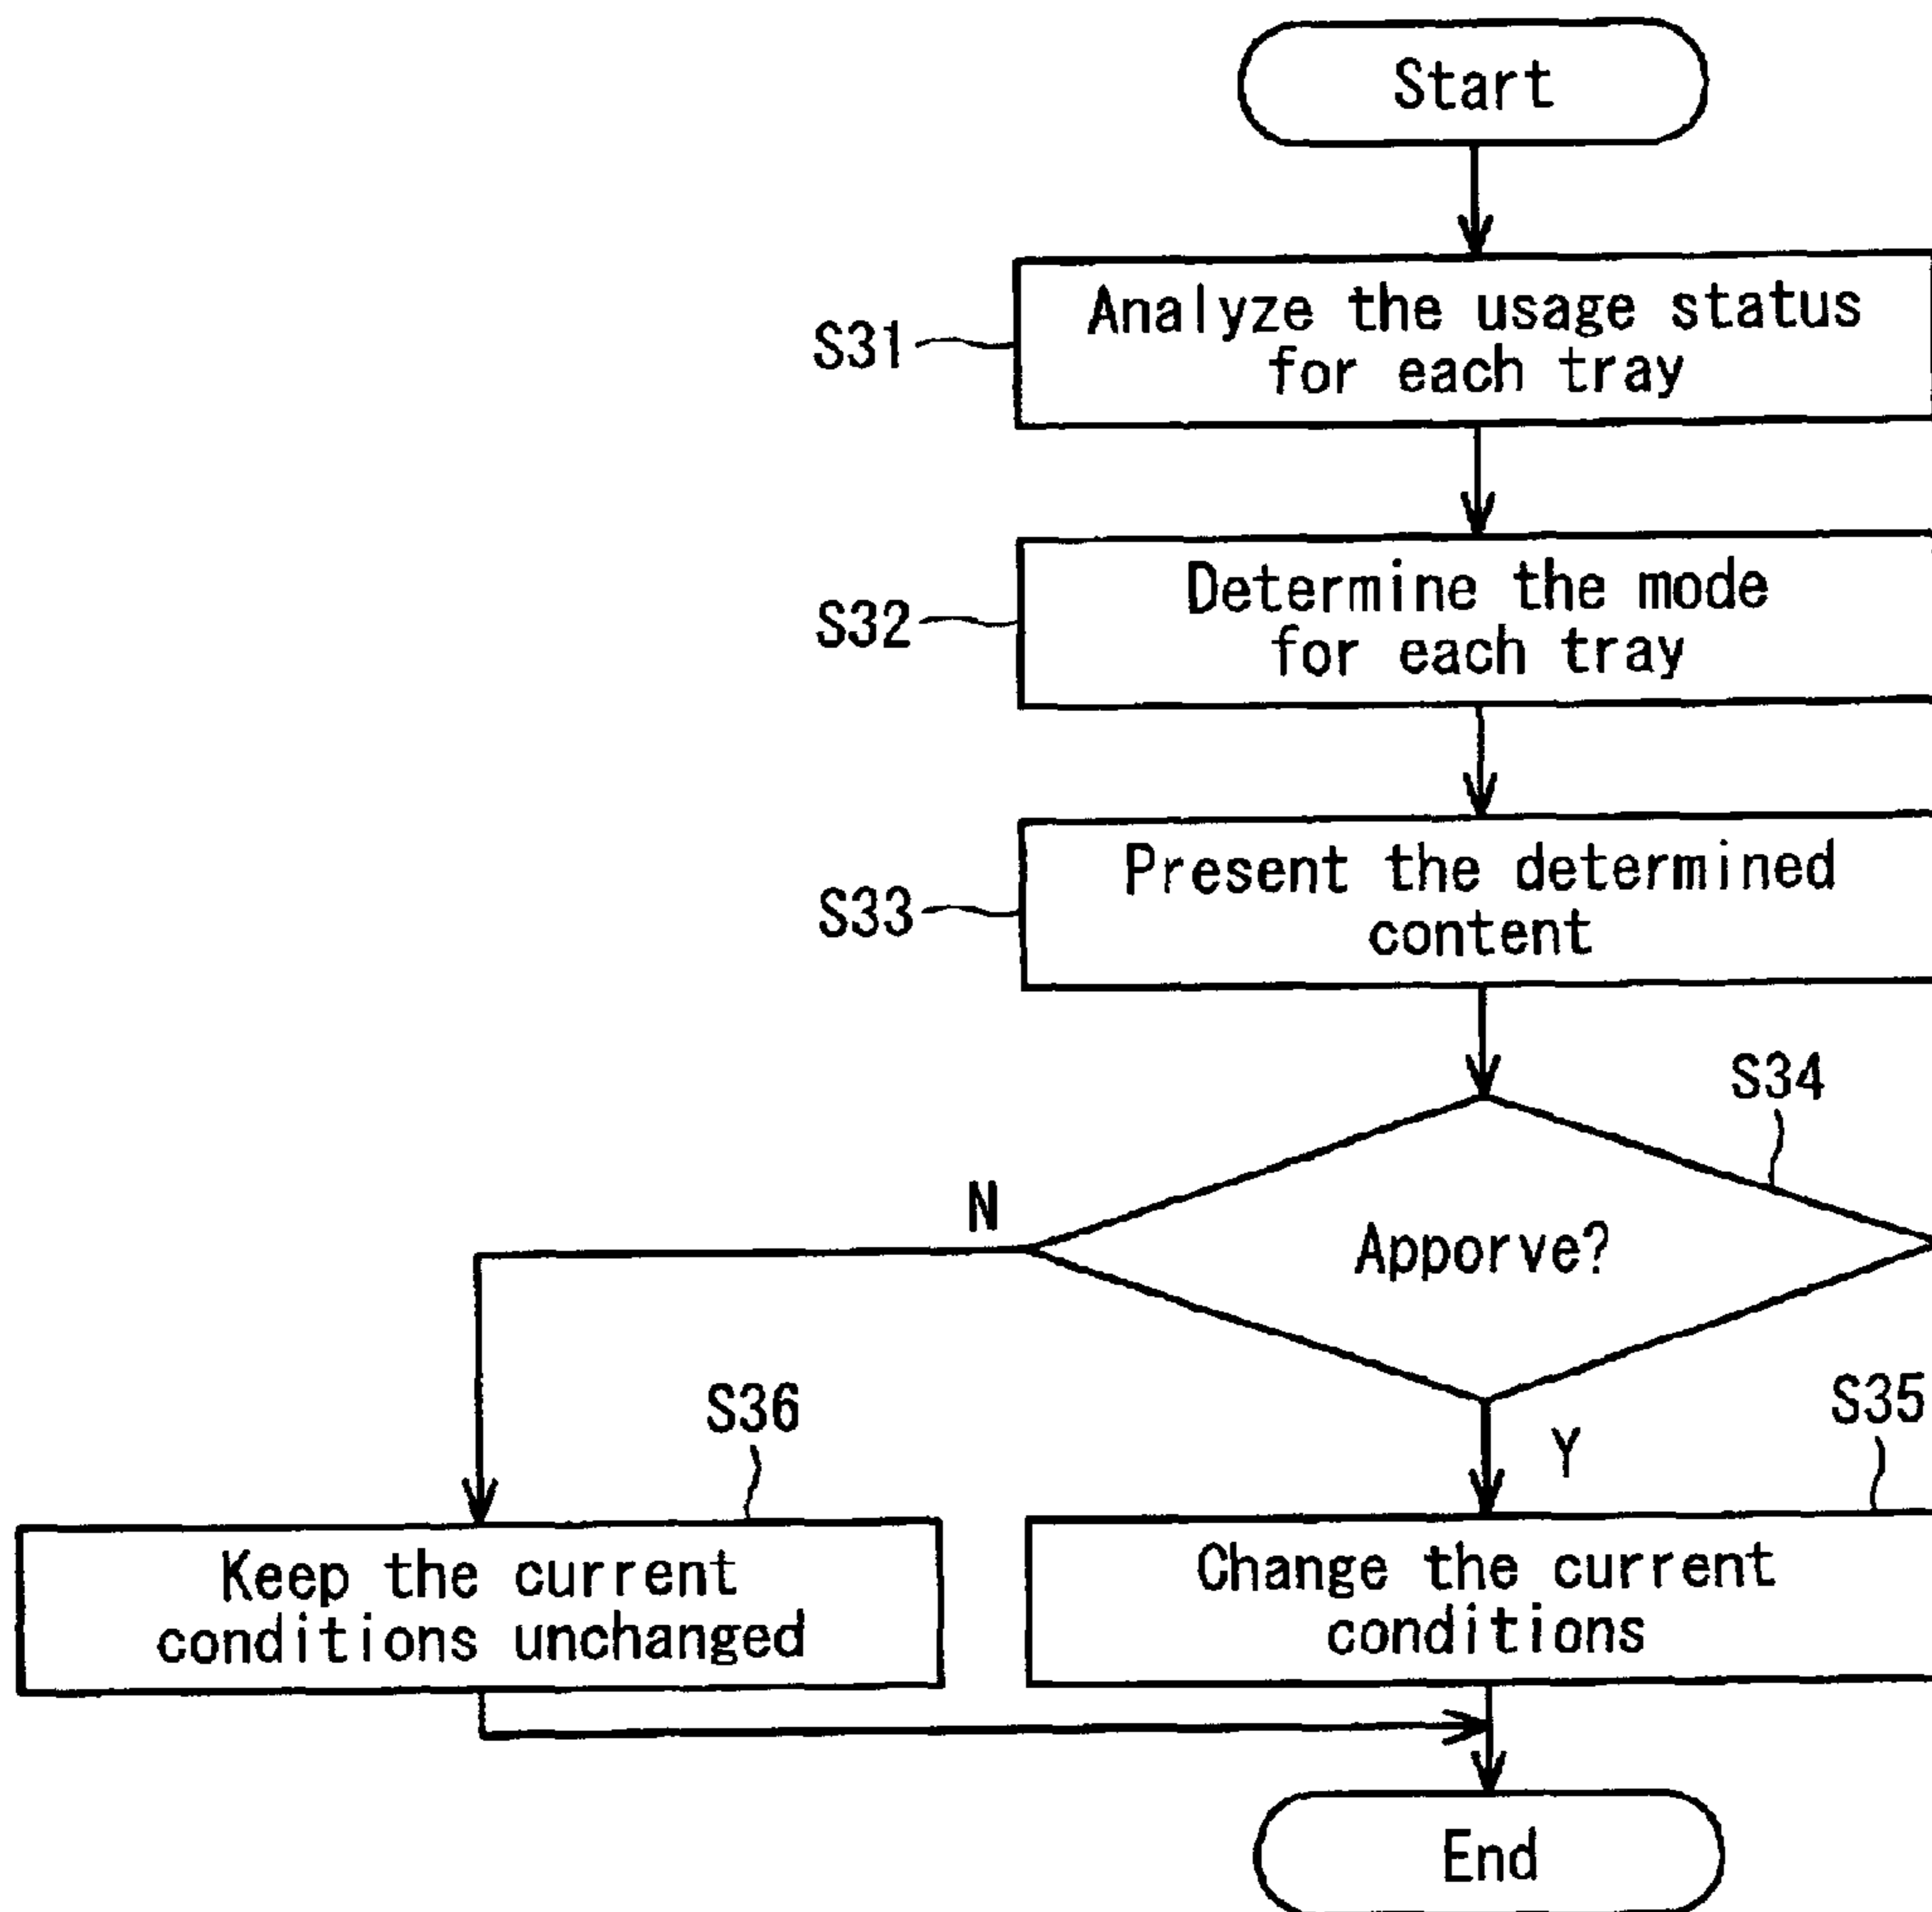 Start
S31
Analyze the usage status
for each tray
S32
Determine the mode
for each tray
S33
Present the determined
content
S34
N
Apporve?
Y
S36
S35
Keep the current
conditions unchanged
Change the current
conditions
End